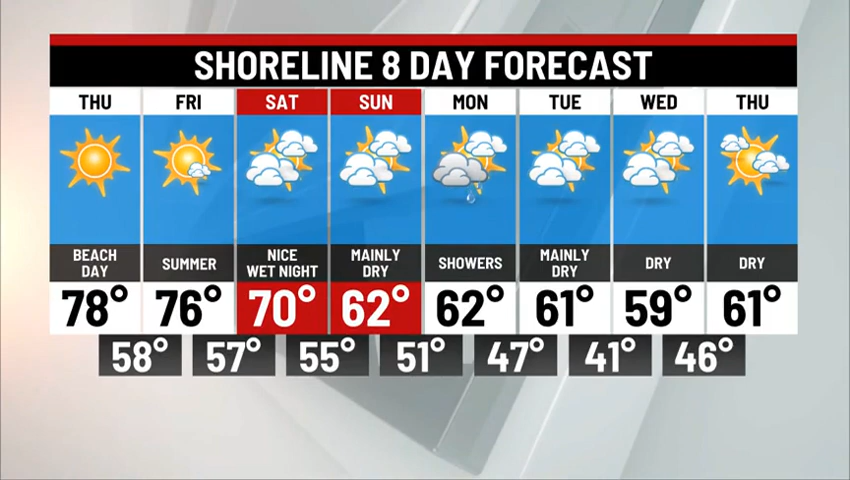 SHORELINE 8 DAY FORECAST
THU FRI SAT SUN MON TUE WED THU
BEACH DAY SUMMER NICE WET NIGHT MAINLY DRY SHOWERS MAINLY DRY DRY DRY
78° 76° 70° 62° 62° 61° 59° 61°
58° 57° 55° 51° 47° 41° 46°